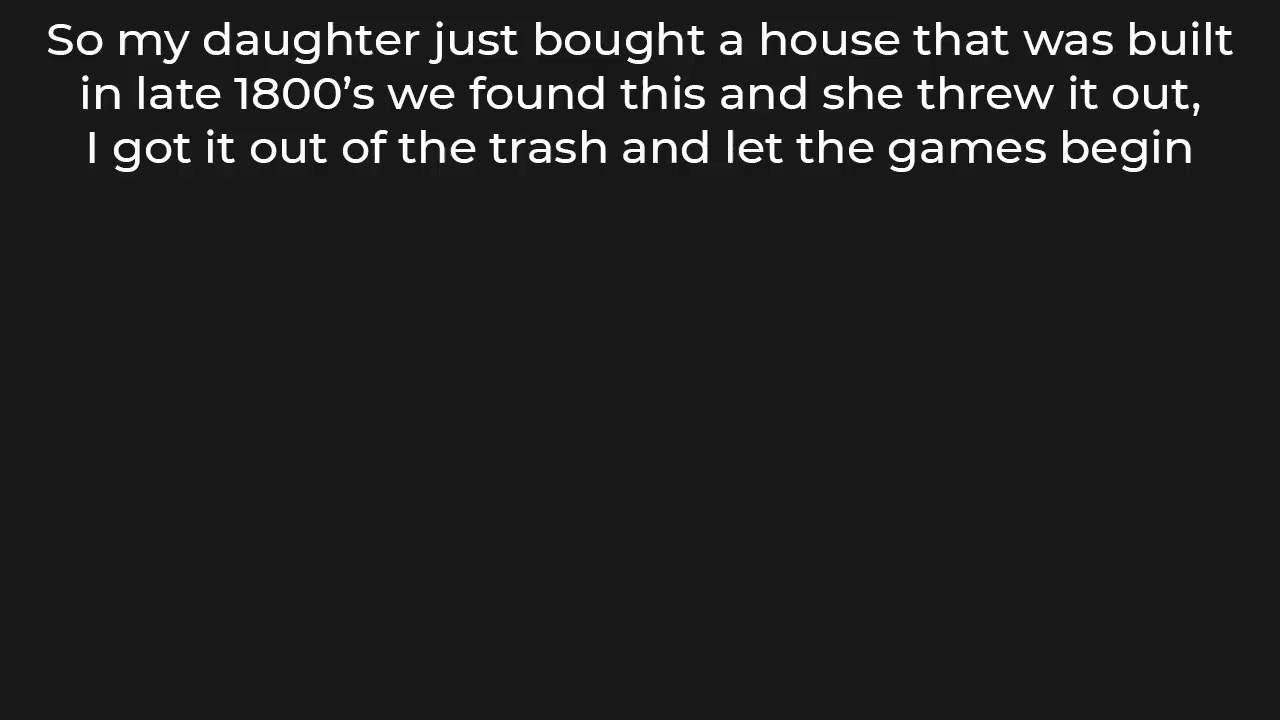 So my daughter just bought a house that was built
in late 1800’s we found this and she threw it out,
I got it out of the trash and let the games begin